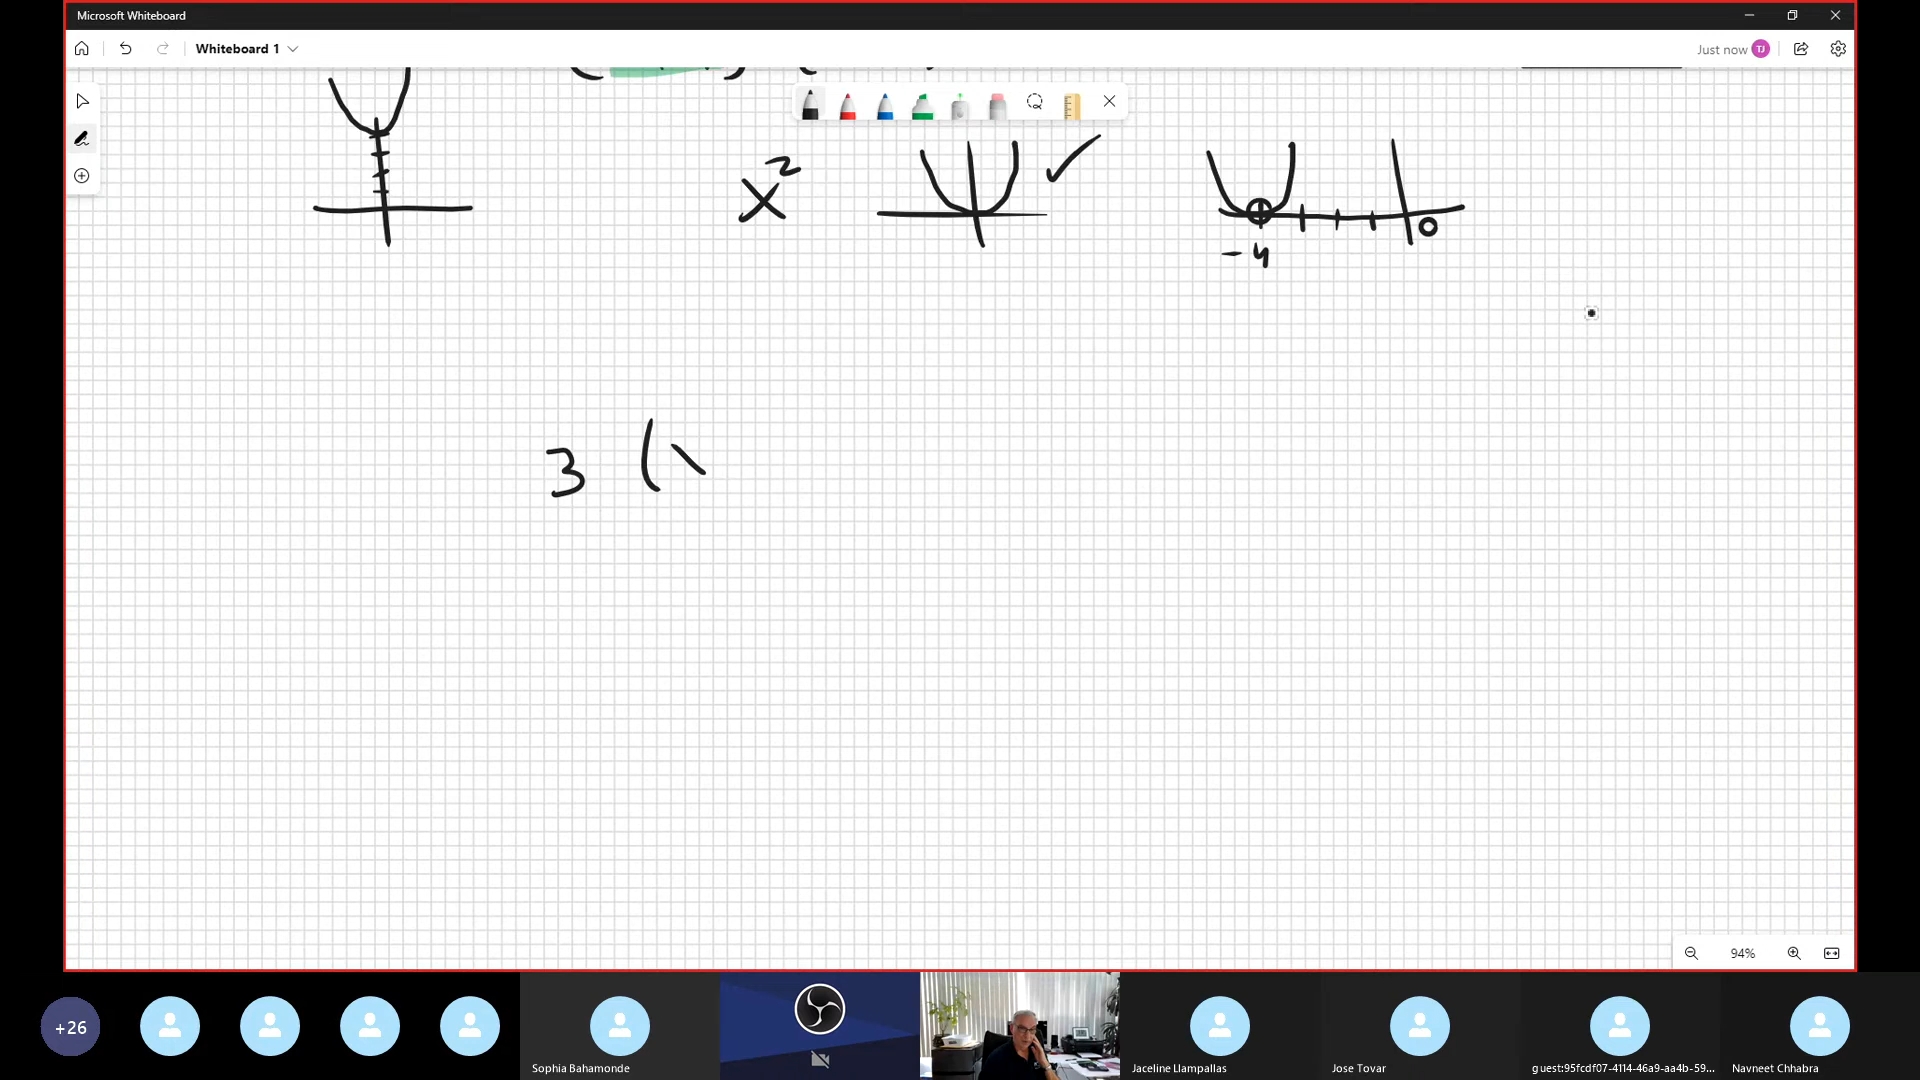 Microsoft Whiteboard
Whiteboard 1
Just now TJ
x²
0
-4
3 (
94%
+26
Sophia Bahamonde
Jaceline Llampallas
Jose Tovar
guest:95fcdf07-4114-46a9-aa4b-59...
Navneet Chhabra